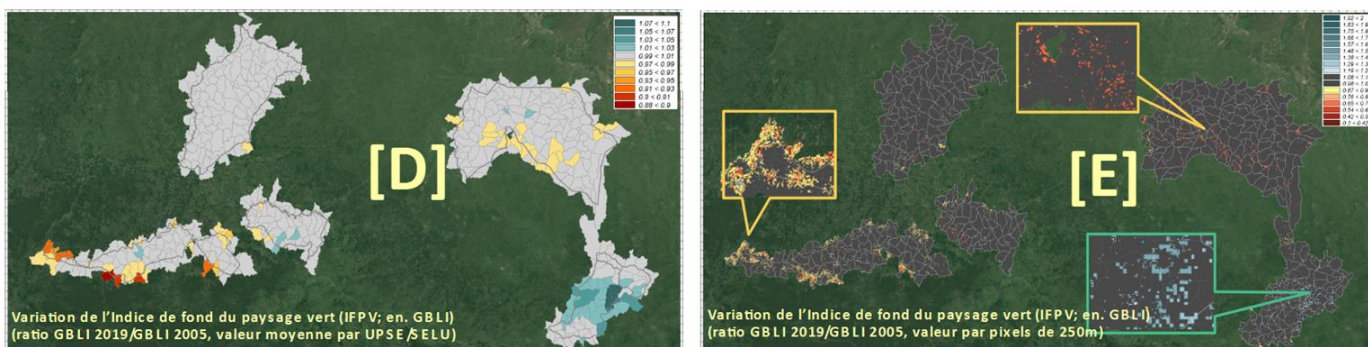 1.07 < 1.1
1.05 < 1.07
1.03 < 1.05
1.01 < 1.03
0.99 < 1.01
0.97 < 0.99
0.95 < 0.97
0.93 < 0.95
0.91 < 0.93
0.9 < 0.91
0.88 < 0.9
[D]
Variation de l’Indice de fond du paysage vert (IFPV; en. GBLI)
(ratio GBLI 2019/GBLI 2005, valeur moyenne par UPSE/SELU)
[E]
Variation de l’Indice de fond du paysage vert (IFPV; en. GBLI)
(ratio GBLI 2019/GBLI 2005, valeur par pixels de 250m)